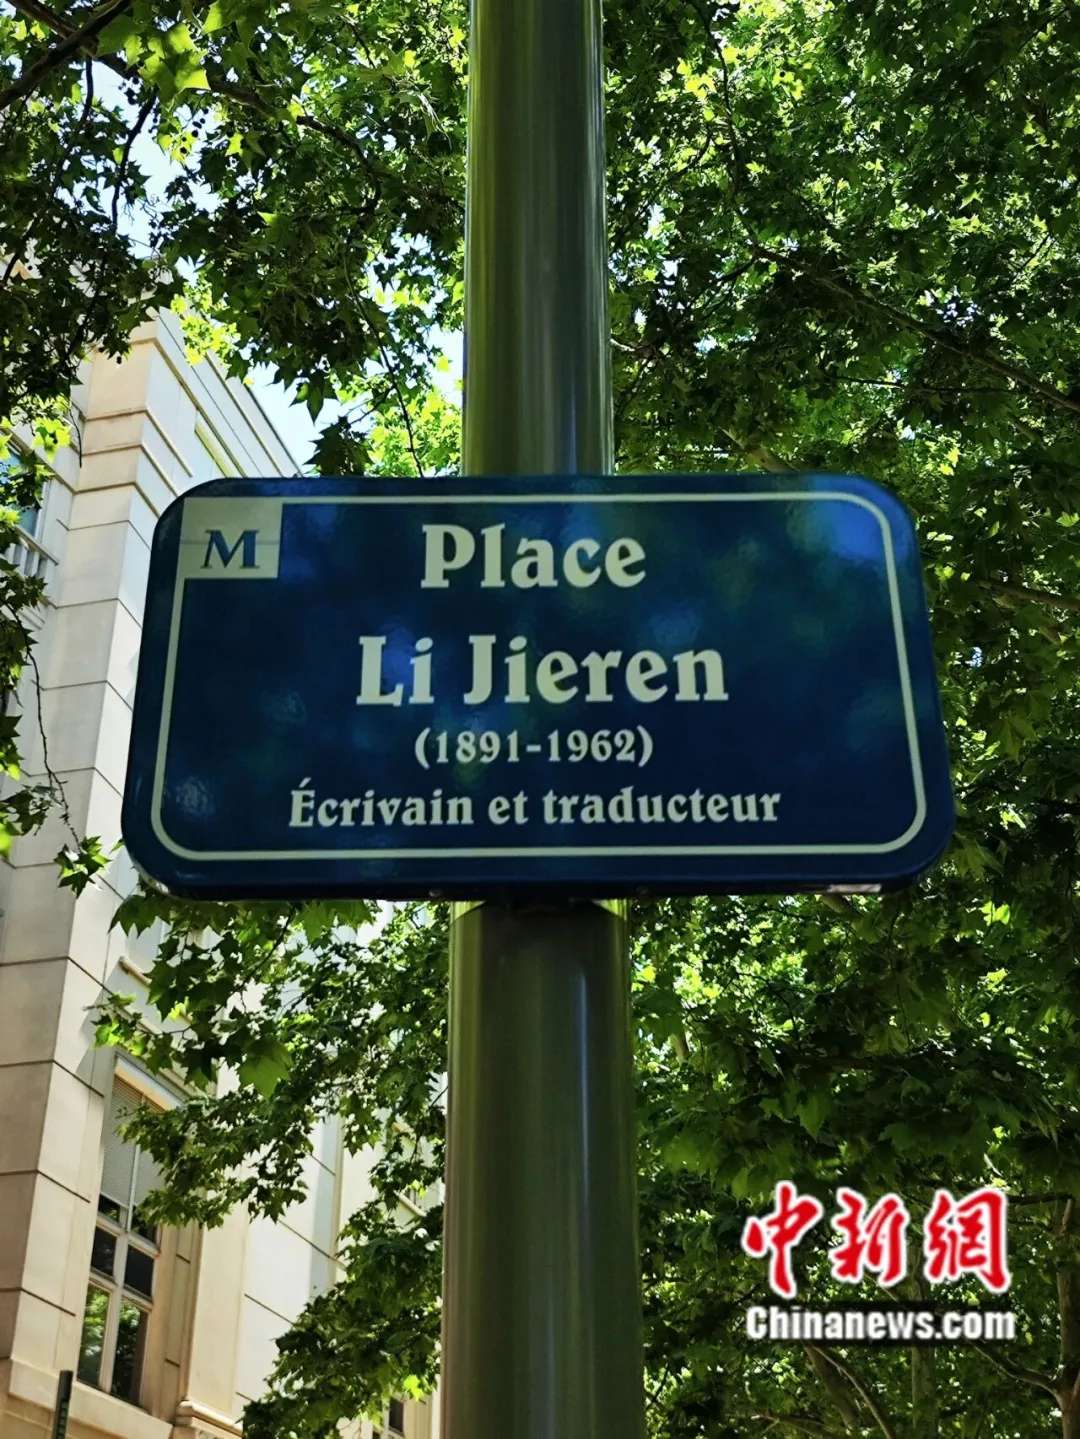 M
Place
Li Jieren
(1891-1962)
Écrivain et traducteur
中新網
Chinanews.com